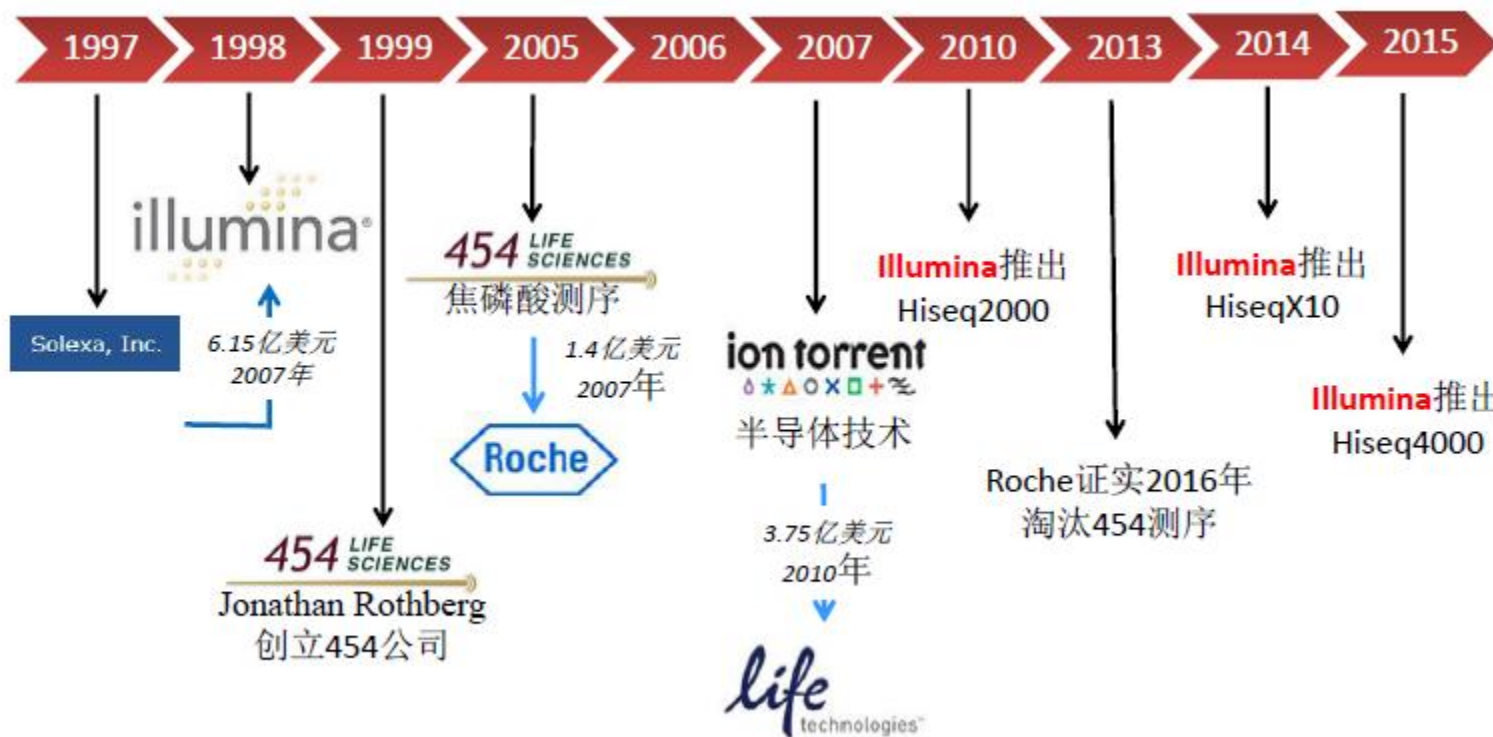 1997
1998
1999
2005
2006
2007
2010
2013
2014
2015
Solexa, Inc.
illumina®
6.15亿美元
2007年
454 LIFE SCIENCES
Jonathan Rothberg
创立454公司
454 LIFE SCIENCES
焦磷酸测序
1.4亿美元
2007年
Roche
ion torrent
半导体技术
3.75亿美元
2010年
life
technologies™
Illumina推出
Hiseq2000
Roche证实2016年
淘汰454测序
Illumina推出
HiseqX10
Illumina推出
Hiseq4000